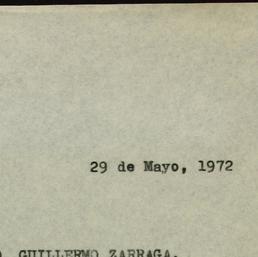 29 de Mayo, 1972
GUILLERMO ZARRAGA.